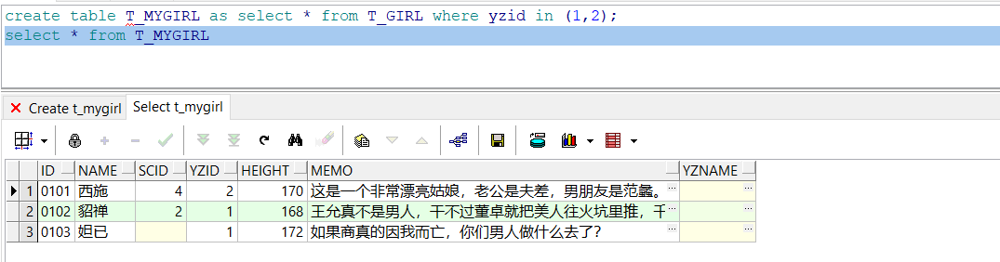 create table T_MYGIRL as select * from T_GIRL where yzid in (1,2);
select * from T_MYGIRL
Create t_mygirl Select t_mygirl
ID NAME SCID YZID HEIGHT MEMO YZNAME
1 0101 西施 4 2 170 这是一个非常漂亮姑娘，老公是夫差，男朋友是范蠡。 ...
2 0102 貂禅 2 1 168 王允真不是男人，干不过董卓就把美人往火坑里推，千 ...
3 0103 妲已 1 172 如果商真的因我而亡，你们男人做什么去了？ ...